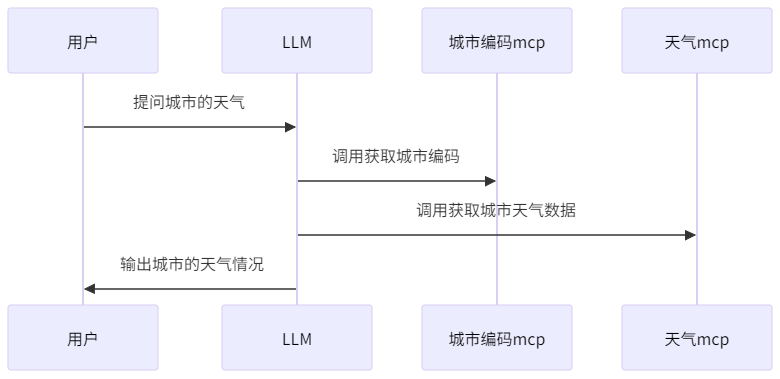 用户
LLM
城市编码mcp
天气mcp
提问城市的天气
调用获取城市编码
调用获取城市天气数据
输出城市的天气情况
用户
LLM
城市编码mcp
天气mcp